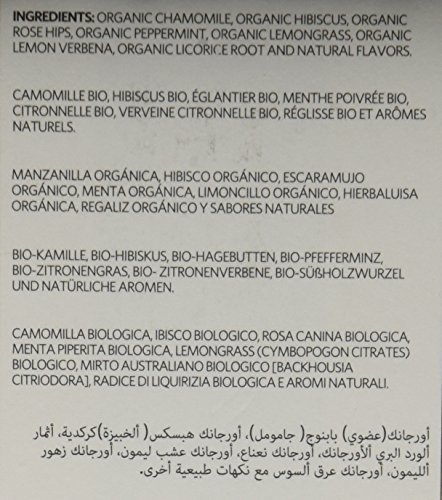 INGREDIENTS: ORGANIC CHAMOMILE, ORGANIC HIBISCUS, ORGANIC
ROSE HIPS, ORGANIC PEPPERMINT, ORGANIC LEMONGRASS, ORGANIC
LEMON VERBENA, ORGANIC LICORICE ROOT AND NATURAL FLAVORS.
CAMOMILLE BIO, HIBISCUS BIO, ÉGLANTIER BIO, MENTHE POIVRÉE BIO,
CITRONNELLE BIO, VERVEINE CITRONNELLE BIO, RÉGLISSE BIO ET ARÔMES
NATURELS.
MANZANILLA ORGÁNICA, HIBISCO ORGÁNICO, ESCARAMUJO
ORGÁNICO, MENTA ORGÁNICA, LIMONCILLO ORGÁNICO, HIERBALUISA
ORGÁNICA, REGALIZ ORGÁNICO Y SABORES NATURALES
BIO-KAMILLE, BIO-HIBISKUS, BIO-HAGEBUTTEN, BIO-PFEFFERMINZ,
BIO-ZITRONENGRAS, BIO- ZITRONENVERBENE, BIO-SÜßHOLZWURZEL
UND NATÜRLICHE AROMEN.
CAMOMILLA BIOLOGICA, IBISCO BIOLOGICO, ROSA CANINA BIOLOGICA,
MENTA PIPERITA BIOLOGICA, LEMONGRASS (CYMBOPOGON CITRATES)
BIOLOGICO, MIRTO AUSTRALIANO BIOLOGICO [BACKHOUSIA
CITRIODORA], RADICE DI LIQUIRIZIA BIOLOGICA E AROMI NATURALI.
أورجانك(عضوي) بابنوج( جامومل)، أورجانك هبسكس( الخبيزة)كركدية، أثمار
الورد البري ألأورجانك، أورجانك نعناع، أورجانك عشب ليمون، أورجانك زهور
ألليمون، أورجانك عرق ألسوس مع نكهات طبيعية أخرى.